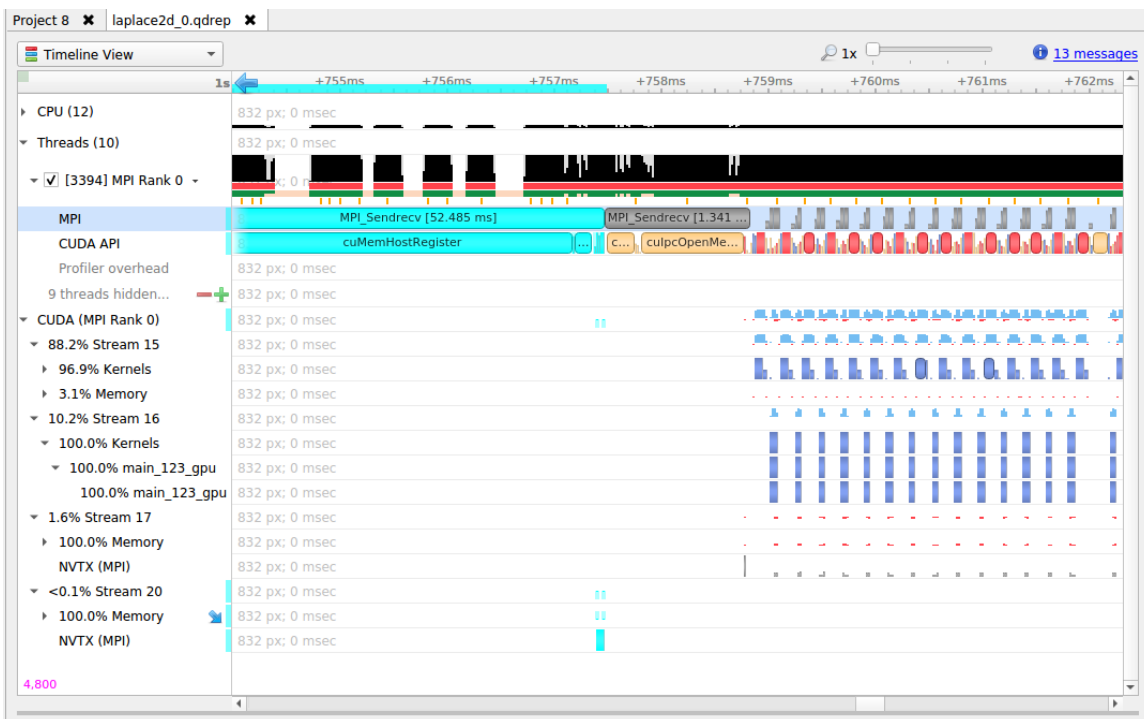 Project 8 ✖ laplace2d_0.qdrep ✖
Timeline View 1x 13 messages
1s +755ms +756ms +757ms +758ms +759ms +760ms +761ms +762ms
CPU (12) 832 px; 0 msec
Threads (10) 832 px; 0 msec
[3394] MPI Rank 0
MPI MPI_Sendrecv [52.485 ms] MPI_Sendrecv [1.341 ...
CUDA API cuMemHostRegister ... c... cuIpcOpenMe...
Profiler overhead 832 px; 0 msec
9 threads hidden... 832 px; 0 msec
CUDA (MPI Rank 0) 832 px; 0 msec
88.2% Stream 15 832 px; 0 msec
96.9% Kernels 832 px; 0 msec
3.1% Memory 832 px; 0 msec
10.2% Stream 16 832 px; 0 msec
100.0% Kernels 832 px; 0 msec
100.0% main_123_gpu 832 px; 0 msec
100.0% main_123_gpu 832 px; 0 msec
1.6% Stream 17 832 px; 0 msec
100.0% Memory 832 px; 0 msec
NVTX (MPI) 832 px; 0 msec
<0.1% Stream 20 832 px; 0 msec
100.0% Memory 832 px; 0 msec
NVTX (MPI) 832 px; 0 msec
4,800